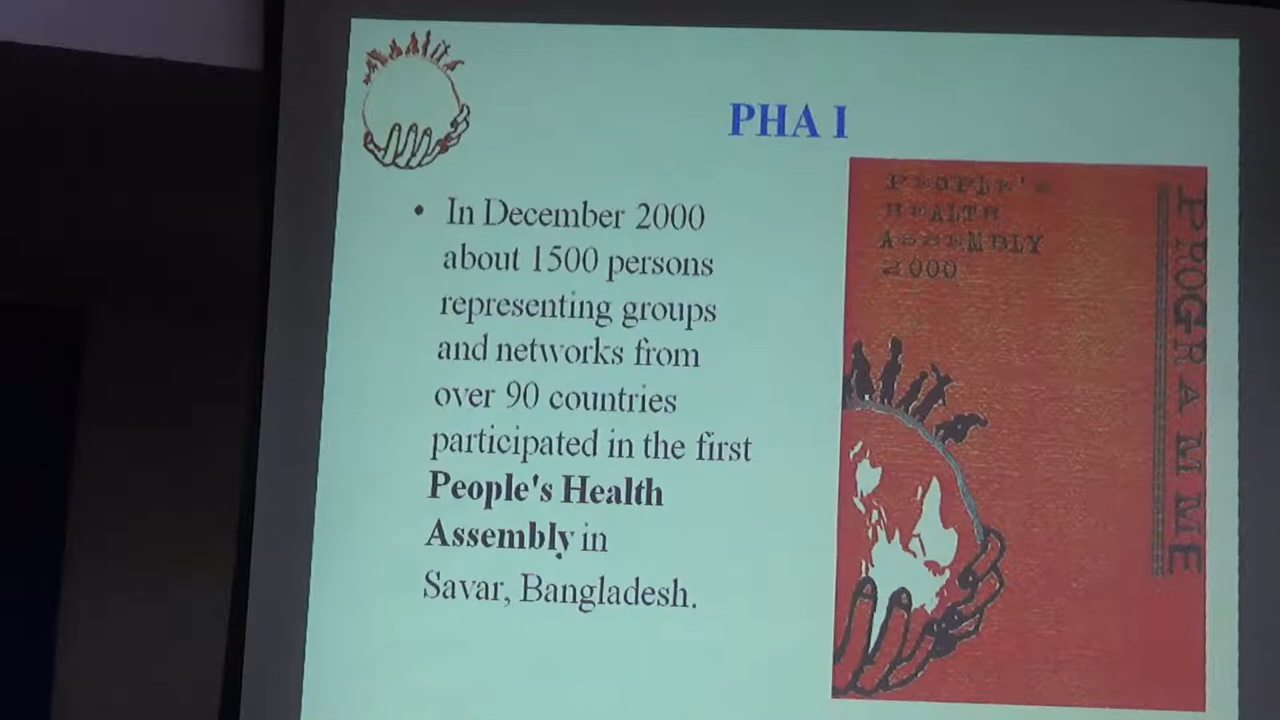 PHA I
• In December 2000
about 1500 persons
representing groups
and networks from
over 90 countries
participated in the first
People's Health
Assembly in
Savar, Bangladesh.
PEOPLE'S
HEALTH
ASSEMBLY
2000
PROGRAMME